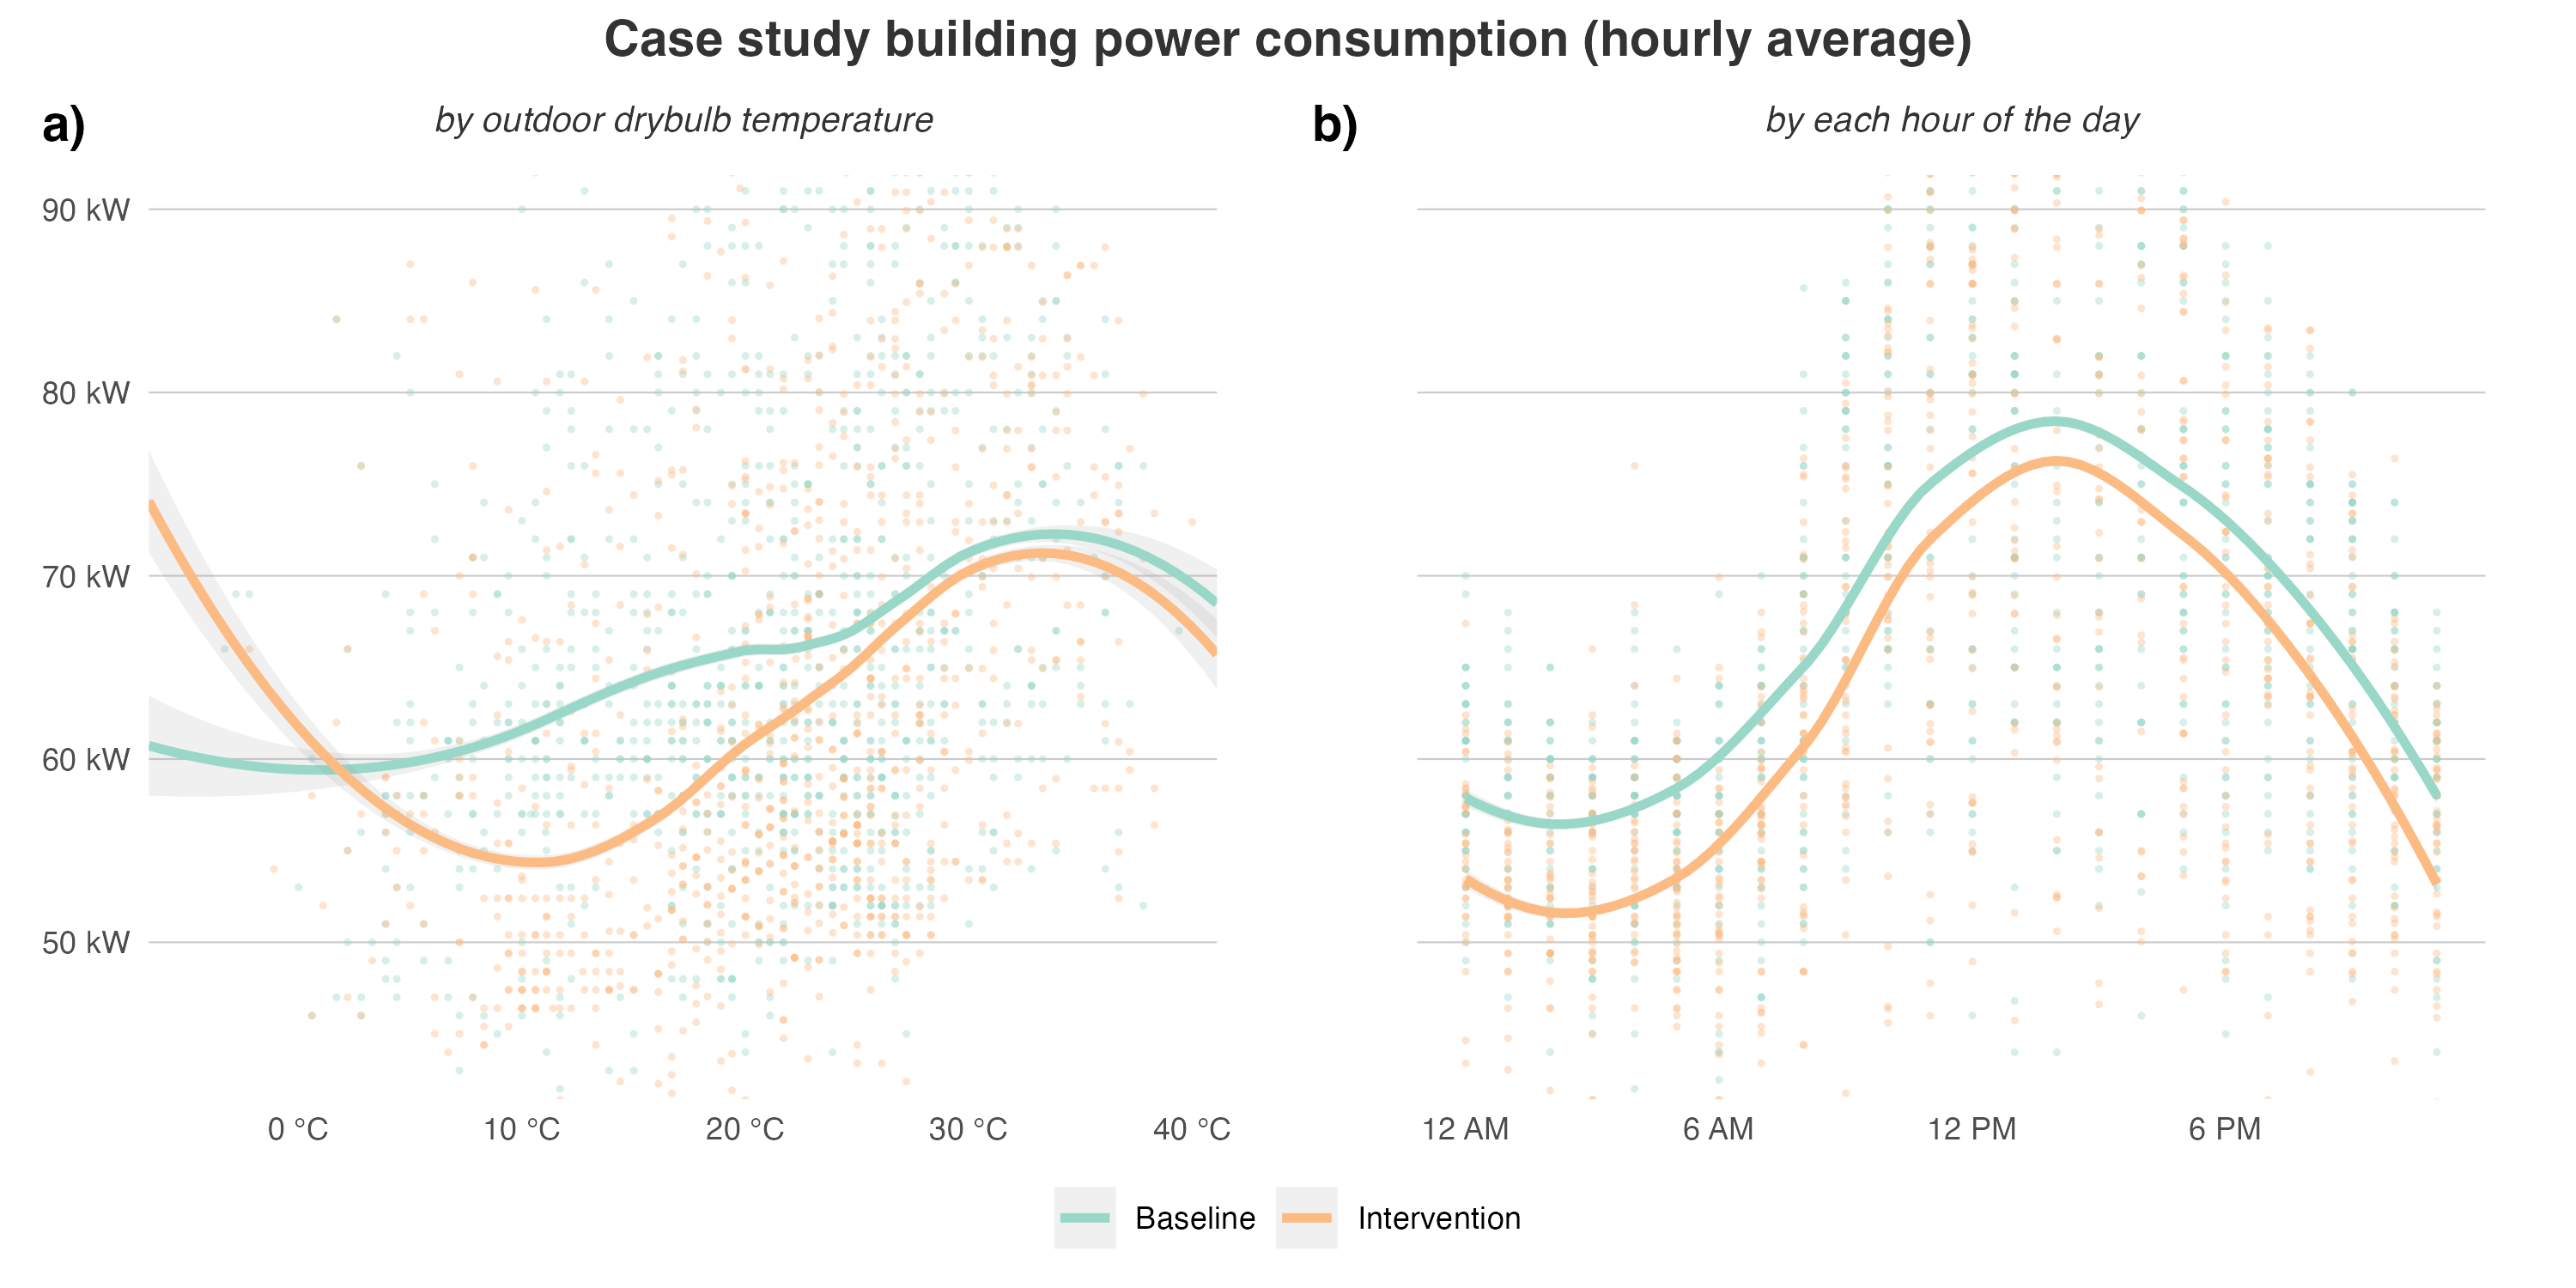 Case study building power consumption (hourly average)
a)
by outdoor drybulb temperature
90 kW
80 kW
70 kW
60 kW
50 kW
0 °C
10 °C
20 °C
30 °C
40 °C
b)
by each hour of the day
12 AM
6 AM
12 PM
6 PM
Baseline
Intervention